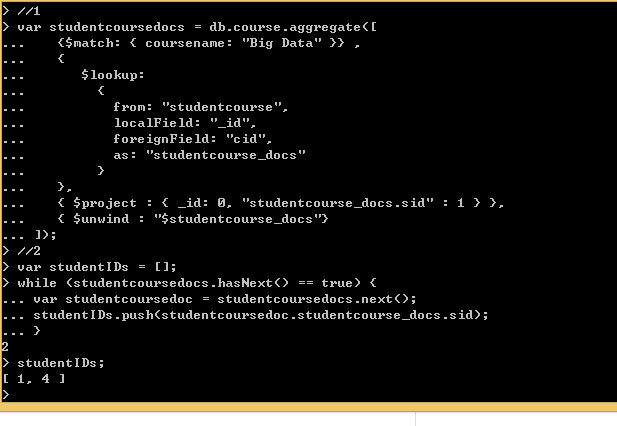 > //1
> var studentcoursedocs = db.course.aggregate([
...    {$match: { coursename: "Big Data" }} ,
...    {
...       $lookup:
...         {
...           from: "studentcourse",
...           localField: "_id",
...           foreignField: "cid",
...           as: "studentcourse_docs"
...         }
...    },
...    { $project : { _id: 0, "studentcourse_docs.sid" : 1 } },
...    { $unwind : "$studentcourse_docs"}
... ]);
> //2
> var studentIDs = [];
> while (studentcoursedocs.hasNext() == true) {
... var studentcoursedoc = studentcoursedocs.next();
... studentIDs.push(studentcoursedoc.studentcourse_docs.sid);
... }
2
> studentIDs;
[ 1, 4 ]
>